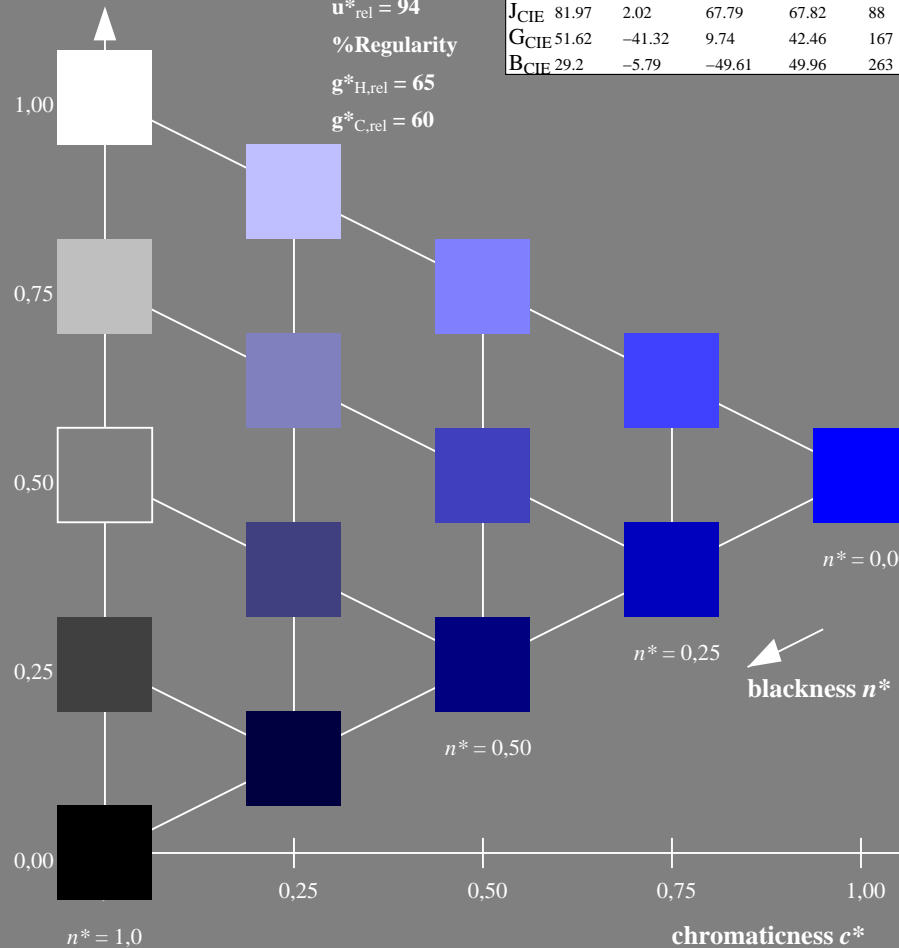 u*rel = 94
%Regularity
g*H,rel = 65
g*C,rel = 60
JCIE 81.97 2.02 67.79 67.82 88
GCIE 51.62 −41.32 9.74 42.46 167
BCIE 29.2 −5.79 −49.61 49.96 263
1,00
0,75
0,50
0,25
0,00
n* = 0,0
n* = 0,25
blackness n*
n* = 0,50
0,25 0,50 0,75 1,00
n* = 1,0
chromaticness c*